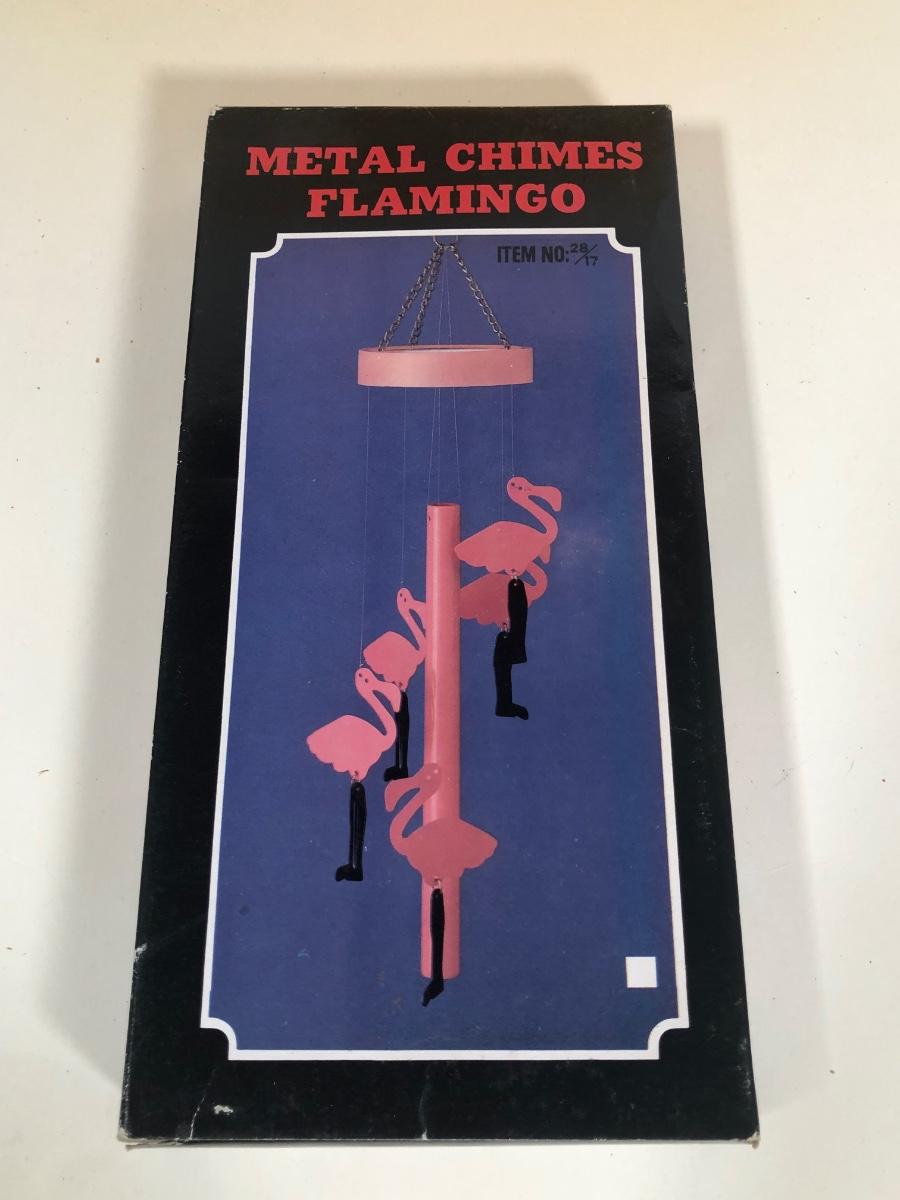 METAL CHIMES
FLAMINGO
ITEM NO: 28/17